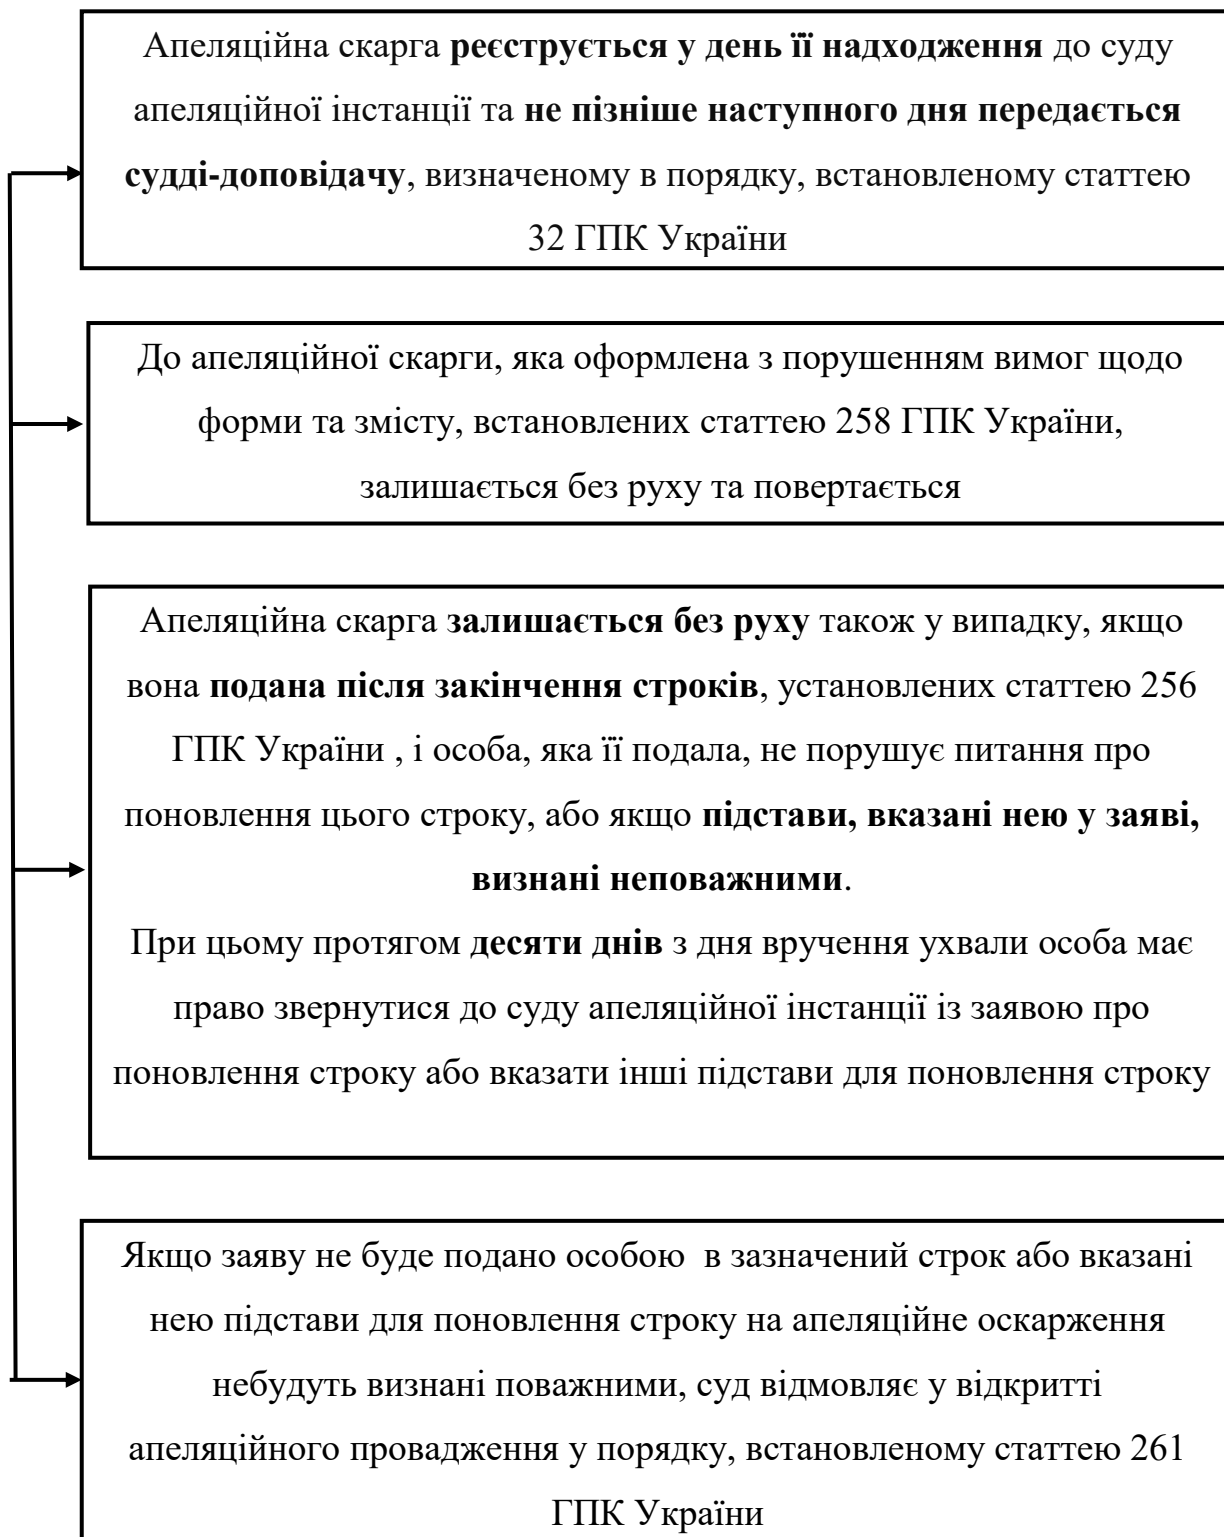 Апеляційна скарга реєструється у день її надходження до суду
апеляційної інстанції та не пізніше наступного дня передається
судді-доповідачу, визначеному в порядку, встановленому статтею
32 ГПК України
До апеляційної скарги, яка оформлена з порушенням вимог щодо
форми та змісту, встановлених статтею 258 ГПК України,
залишається без руху та повертається
Апеляційна скарга залишається без руху також у випадку, якщо
вона подана після закінчення строків, установлених статтею 256
ГПК України , і особа, яка її подала, не порушує питання про
поновлення цього строку, або якщо підстави, вказані нею у заяві,
визнані неповажними.
При цьому протягом десяти днів з дня вручення ухвали особа має
право звернутися до суду апеляційної інстанції із заявою про
поновлення строку або вказати інші підстави для поновлення строку
Якщо заяву не буде подано особою  в зазначений строк або вказані
нею підстави для поновлення строку на апеляційне оскарження
небудуть визнані поважними, суд відмовляє у відкритті
апеляційного провадження у порядку, встановленому статтею 261
ГПК України